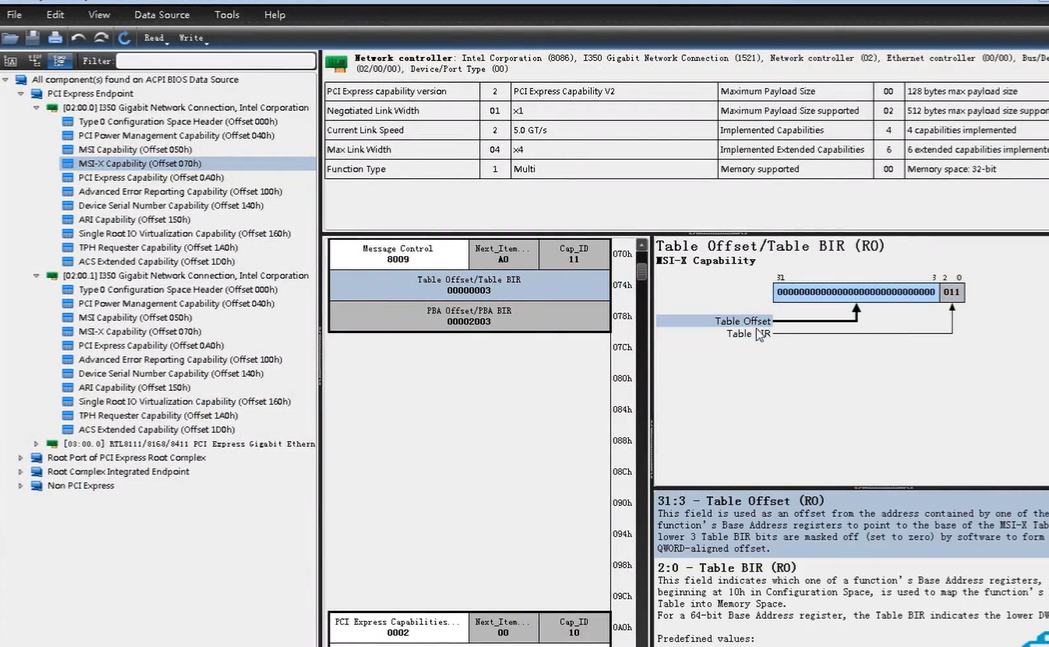 File Edit View Data Source Tools Help
Read Write
Filter
All component(s) found on ACPI BIOS Data Source
PCI Express Endpoint
[02:00.0] I350 Gigabit Network Connection, Intel Corporation
Type 0 Configuration Space Header (Offset 000h)
PCI Power Management Capability (Offset 040h)
MSI Capability (Offset 050h)
MSI-X Capability (Offset 070h)
PCI Express Capability (Offset 0A0h)
Advanced Error Reporting Capability (Offset 100h)
Device Serial Number Capability (Offset 140h)
ARI Capability (Offset 150h)
Single Root IO Virtualization Capability (Offset 160h)
TPH Requester Capability (Offset 1A0h)
ACS Extended Capability (Offset 1D0h)
[02:00.1] I350 Gigabit Network Connection, Intel Corporation
Type 0 Configuration Space Header (Offset 000h)
PCI Power Management Capability (Offset 040h)
MSI Capability (Offset 050h)
MSI-X Capability (Offset 070h)
PCI Express Capability (Offset 0A0h)
Advanced Error Reporting Capability (Offset 100h)
Device Serial Number Capability (Offset 140h)
ARI Capability (Offset 150h)
Single Root IO Virtualization Capability (Offset 160h)
TPH Requester Capability (Offset 1A0h)
ACS Extended Capability (Offset 1D0h)
[03:00.0] RTL8111/8168/8411 PCI Express Gigabit Ethern
Root Port of PCI Express Root Complex
Root Complex Integrated Endpoint
Non PCI Express
Network controller: Intel Corporation (8086), I350 Gigabit Network Connection (1521), Network controller (02), Ethernet controller (00/00), Bus/De
(02/00/00), Device/Port Type (00)
PCI Express capability version 2 PCI Express Capability V2 Maximum Payload Size 00 128 bytes max payload size
Negotiated Link Width 01 x1 Maximum Payload Size supported 02 512 bytes max payload size suppor
Current Link Speed 2 5.0 GT/s Implemented Capabilities 4 4 capabilities implemented
Max Link Width 04 x4 Implemented Extended Capabilities 6 6 extended capabilities implemente
Function Type 1 Multi Memory supported 00 Memory space: 32-bit
Message Control Next_Item... Cap_ID
8009 A0 11
070h
Table Offset/Table BIR
00000003
074h
PBA Offset/PBA BIR
00002003
078h
07Ch
080h
084h
088h
08Ch
090h
094h
098h
09Ch
PCI Express Capabilities... Next_Item... Cap_ID
0002 00 10
0A0h
Table Offset/Table BIR (RO)
MSI-X Capability
31 3 2 0
00000000000000000000000000000 011
Table Offset
Table
31:3 - Table Offset (RO)
This field is used as an offset from the address contained by one of the
function's Base Address registers to point to the base of the MSI-X Tab
lower 3 Table BIR bits are masked off (set to zero) by software to form
QWORD-aligned offset.
2:0 - Table BIR (RO)
This field indicates which one of a function's Base Address registers,
beginning at 10h in Configuration Space, is used to map the function's
Table into Memory Space.
For a 64-bit Base Address register, the Table BIR indicates the lower DW
Predefined values: